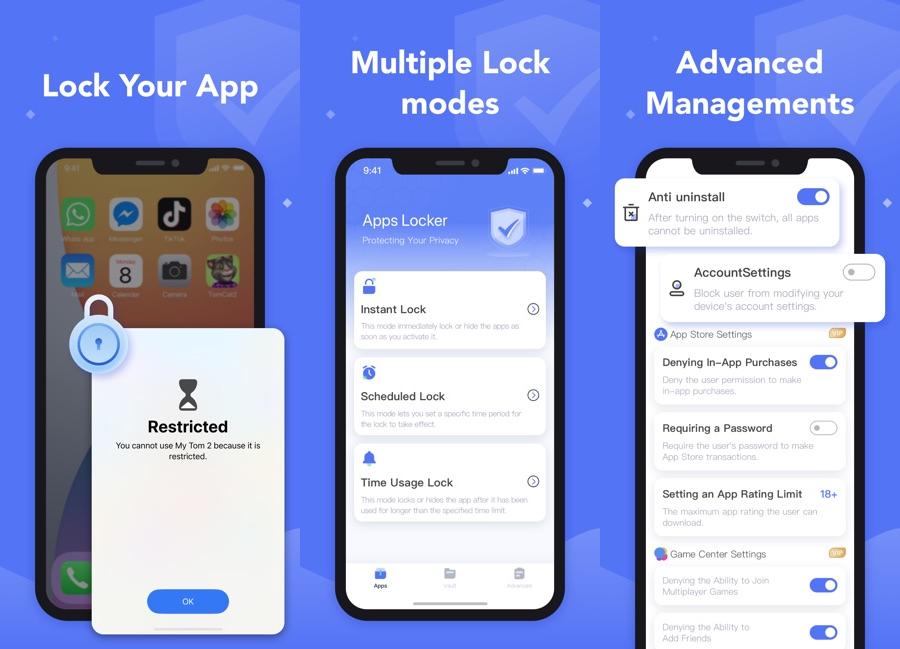 Lock Your App
9:41
Whats app
Messenger
TikTok
Photos
Monday
8
Mail
Calender
Camera
TomCard
Restricted
You cannot use My Tom 2 because it is
restricted.
OK
Multiple Lock
modes
9:41
Apps Locker
Protecting Your Privacy
Instant Lock
This mode immediately lock or hide the apps as
soon as you activate it.
Scheduled Lock
This mode lets you set a specific time period for
the lock to take effect.
Time Usage Lock
This mode locks or hides the app after it has been
used for longer than the specified time limit.
Apps
Vault
Advanced
Advanced
Managements
Anti uninstall
After turning on the switch, all apps
cannot be uninstalled.
AccountSettings
Block user from modifying your
device's account settings.
App Store Settings
VIP
Denying In-App Purchases
Deny the user permission to make
in-app purchases.
Requiring a Password
Require the user's password to make
App Store transactions.
Setting an App Rating Limit
18+
The maximum app rating the user can
download.
Game Center Settings
VIP
Denying the Ability to Join
Multiplayer Games
Denying the Ability to
Add Friends